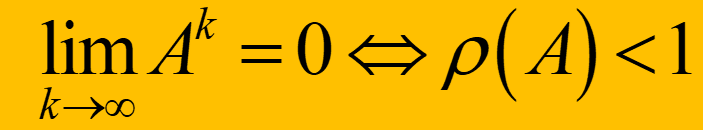 lim A^k = 0 ⇔ ρ(A) < 1
k→∞